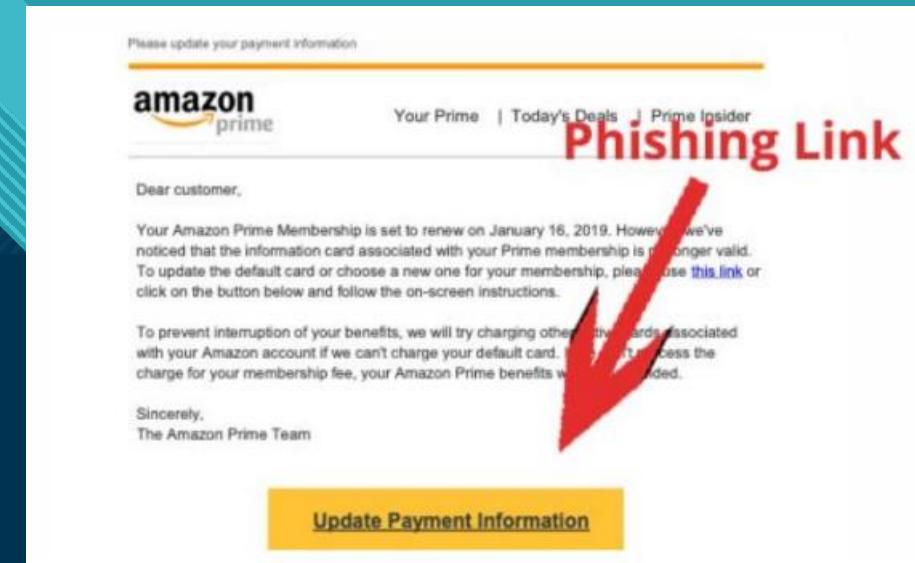 Please update your payment information
amazon
prime
Your Prime | Today's Deals | Prime Insider
Phishing Link
Dear customer,
Your Amazon Prime Membership is set to renew on January 16, 2019. However we've
noticed that the information card associated with your Prime membership is no longer valid.
To update the default card or choose a new one for your membership, please use this link or
click on the button below and follow the on-screen instructions.
To prevent interruption of your benefits, we will try charging other active cards associated
with your Amazon account if we can't charge your default card. can't process the
charge for your membership fee, your Amazon Prime benefits
Sincerely,
The Amazon Prime Team
Update Payment Information